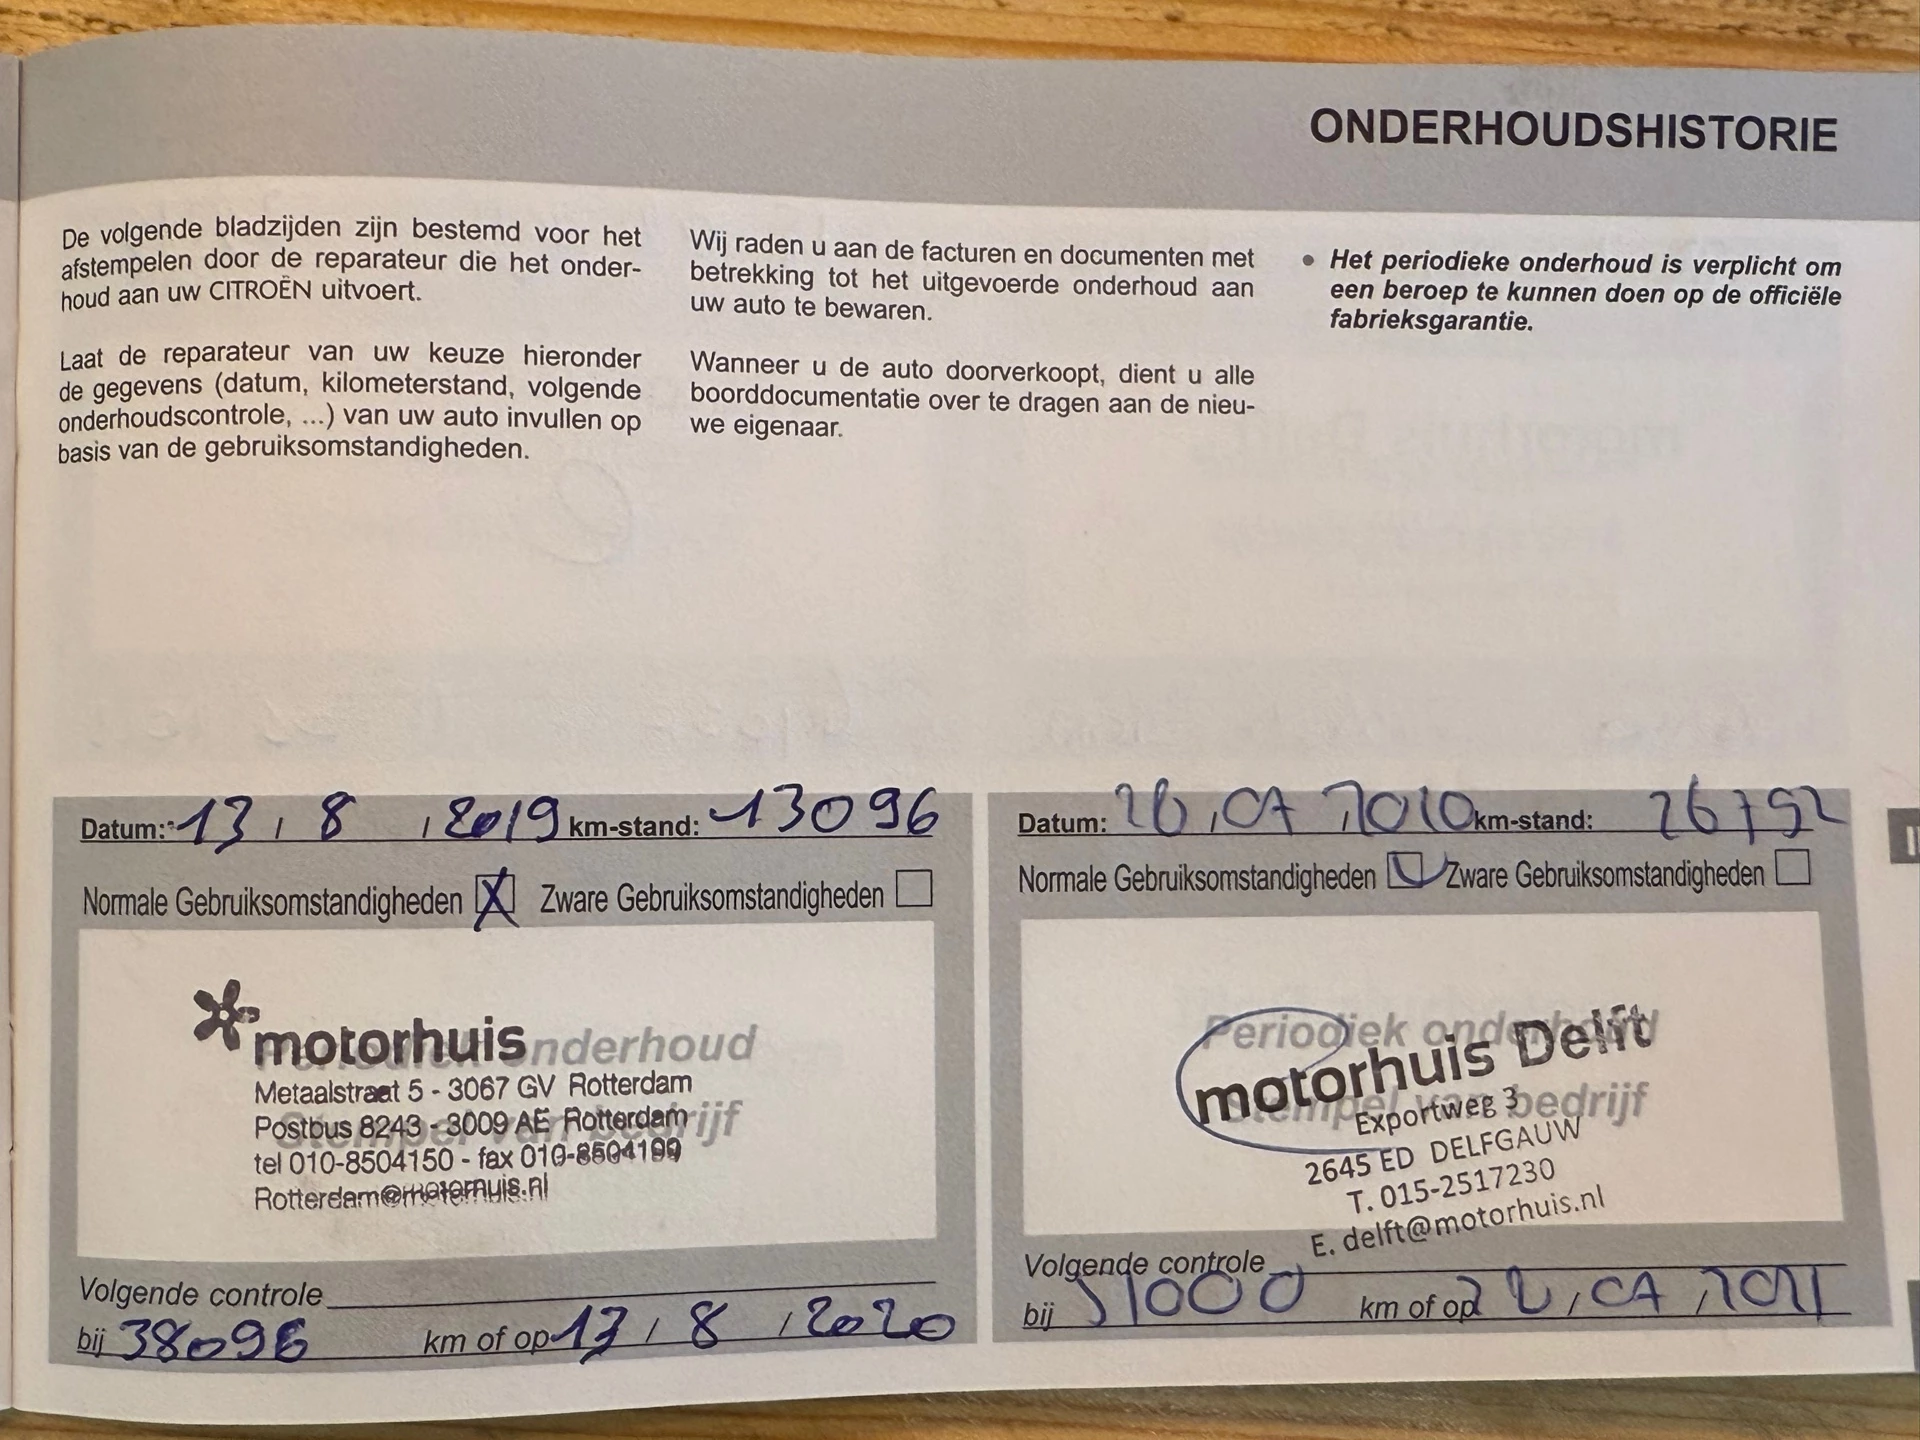 ONDERHOUDSHISTORIE
De volgende bladzijden zijn bestemd voor het
afstempelen door de reparateur die het onder-
houd aan uw CITROËN uitvoert.
Laat de reparateur van uw keuze hieronder
de gegevens (datum, kilometerstand, volgende
onderhoudscontrole, ...) van uw auto invullen op
basis van de gebruiksomstandigheden.
Wij raden u aan de facturen en documenten met
betrekking tot het uitgevoerde onderhoud aan
uw auto te bewaren.
Wanneer u de auto doorverkoopt, dient u alle
boorddocumentatie over te dragen aan de nieu-
we eigenaar.
• Het periodieke onderhoud is verplicht om
een beroep te kunnen doen op de officiële
fabrieksgarantie.
Datum: 13 / 8 / 2019 km-stand: 13096
Normale Gebruiksomstandigheden X Zware Gebruiksomstandigheden
motorhuis
onderhoud
Metaalstraat 5 - 3067 GV Rotterdam
Postbus 8243 - 3009 AE Rotterdam
tel 010-8504150 - fax 010-8504199
Rotterdam@motorhuis.nl
Volgende controle
bij 38096 km of op 13 / 8 / 2020
Datum: km-stand: 26792
Normale Gebruiksomstandigheden Zware Gebruiksomstandigheden
Periodiek onderhoud
Stempel van bedrijf
motorhuis Delft
Exportweg 3
2645 ED DELFGAUW
T. 015-2517230
E. delft@motorhuis.nl
Volgende controle
bij 51000 km of op